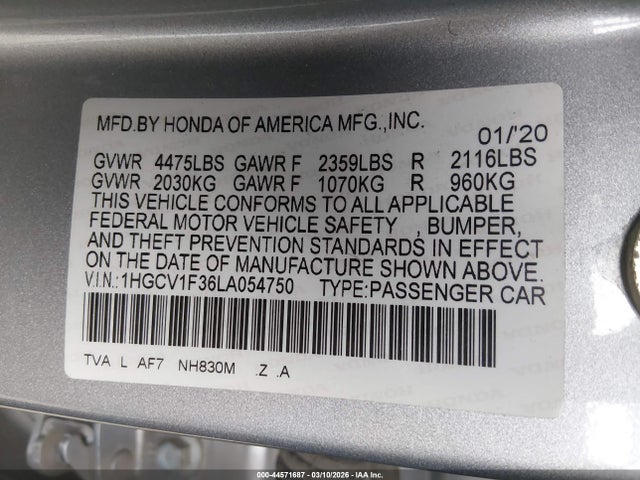 MFD.BY HONDA OF AMERICA MFG.,INC. 01/'20
GVWR 4475LBS GAWR F 2359LBS R 2116LBS
GVWR 2030KG GAWR F 1070KG R 960KG
THIS VEHICLE CONFORMS TO ALL APPLICABLE
FEDERAL MOTOR VEHICLE SAFETY , BUMPER,
AND THEFT PREVENTION STANDARDS IN EFFECT
ON THE DATE OF MANUFACTURE SHOWN ABOVE.
V.I.N.:1HGCV1F36LA054750 TYPE:PASSENGER CAR
TVA L AF7 NH830M .Z .A
000-44571687 - 03/10/2026 - IAA Inc.